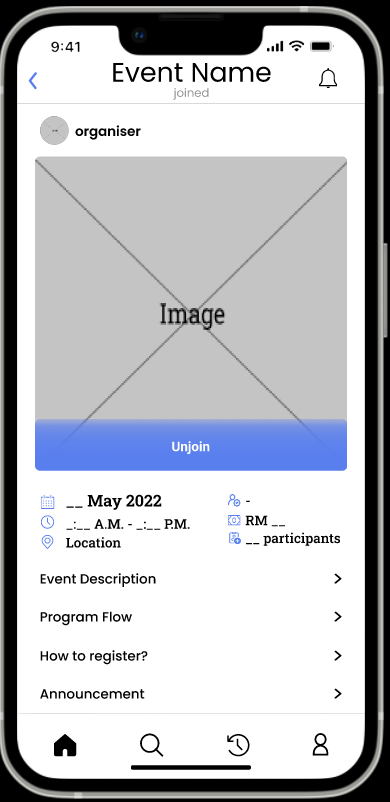 9:41
Event Name
joined
organiser
Image
Unjoin
__ May 2022
-
_:__ A.M. - _:__ P.M.
RM __
Location
__ participants
Event Description
Program Flow
How to register?
Announcement